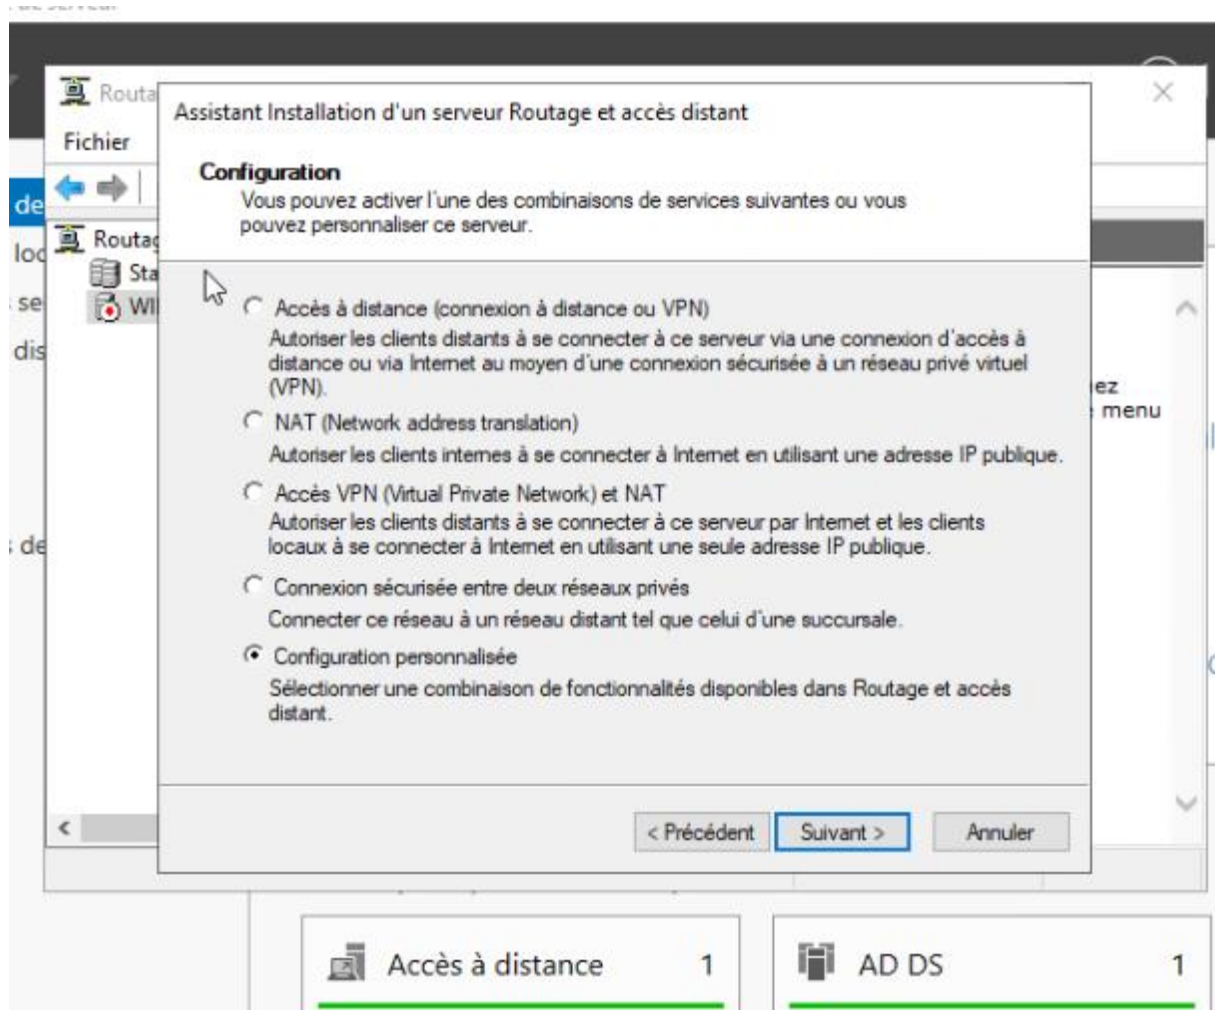 Routa
Assistant Installation d'un serveur Routage et accès distant
Fichier
Configuration
Vous pouvez activer l'une des combinaisons de services suivantes ou vous
pouvez personnaliser ce serveur.
de
Routag
loc
Sta
se
WI
dis
Accès à distance (connexion à distance ou VPN)
Autoriser les clients distants à se connecter à ce serveur via une connexion d'accès à
distance ou via Internet au moyen d'une connexion sécurisée à un réseau privé virtuel
(VPN).
ez
menu
NAT (Network address translation)
Autoriser les clients internes à se connecter à Internet en utilisant une adresse IP publique.
Accès VPN (Virtual Private Network) et NAT
Autoriser les clients distants à se connecter à ce serveur par Internet et les clients
locaux à se connecter à Internet en utilisant une seule adresse IP publique.
de
Connexion sécurisée entre deux réseaux privés
Connecter ce réseau à un réseau distant tel que celui d'une succursale.
Configuration personnalisée
Sélectionner une combinaison de fonctionnalités disponibles dans Routage et accès
distant.
< Précédent Suivant > Annuler
Accès à distance 1
AD DS 1